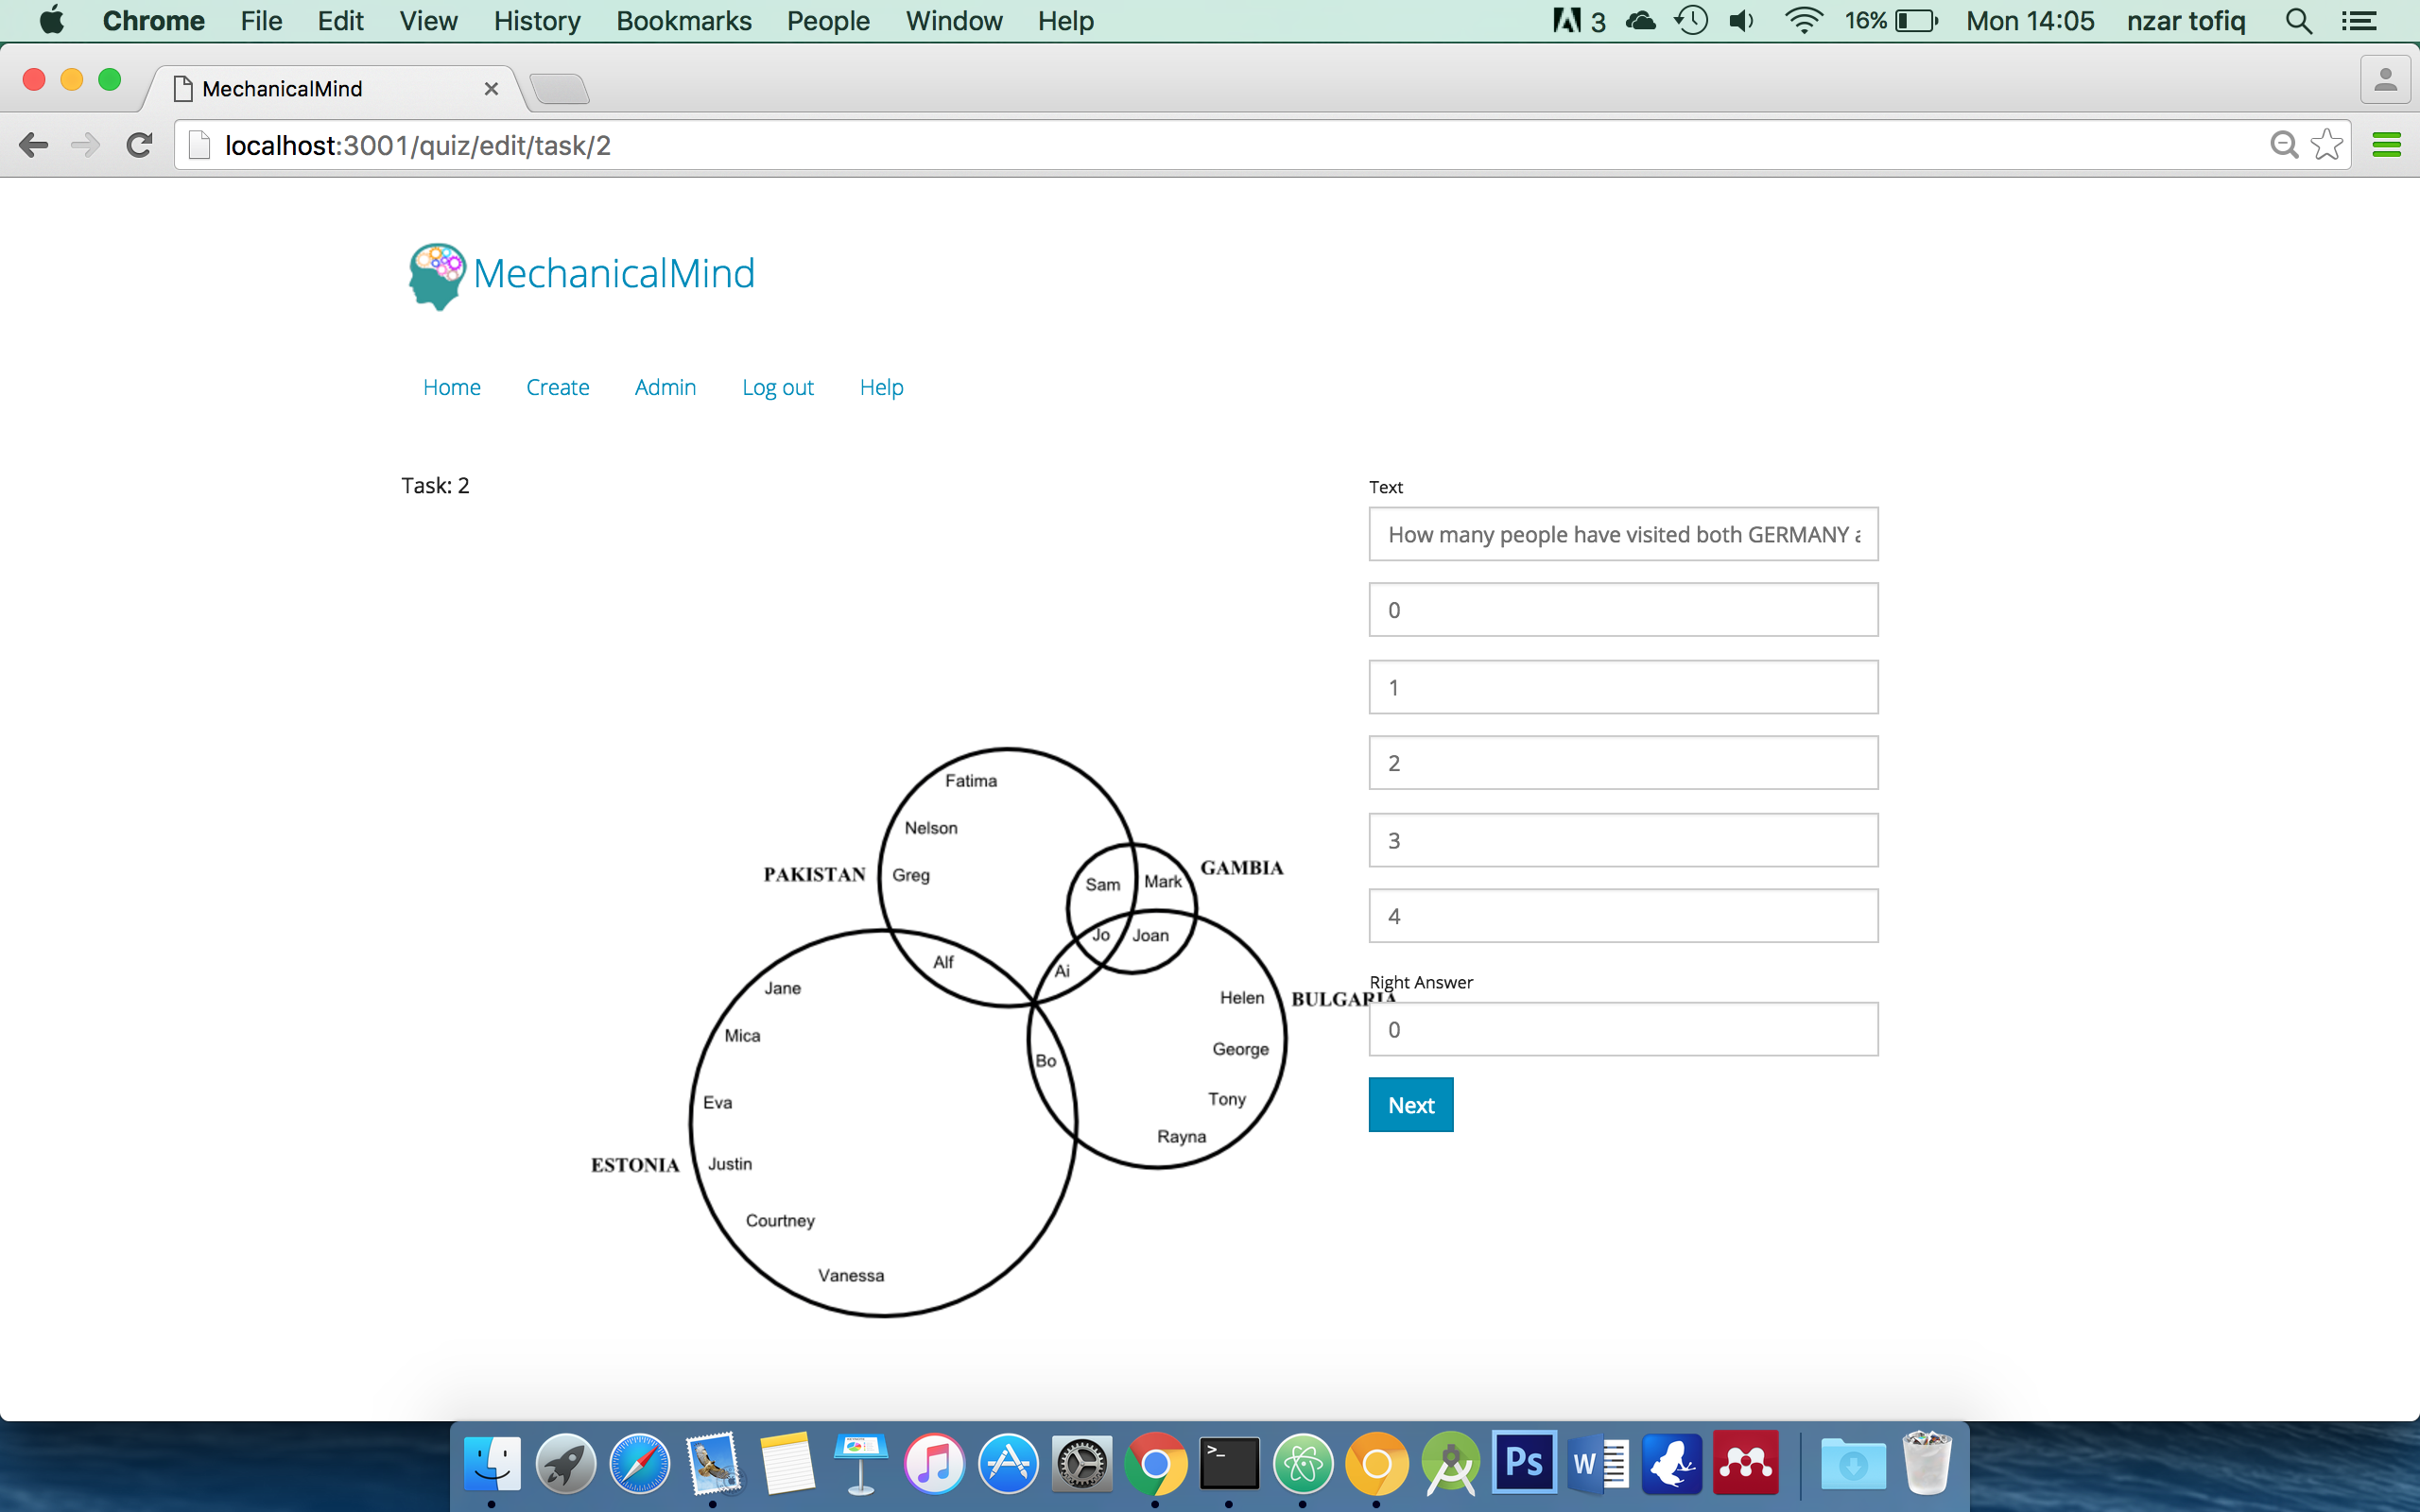 Chrome File Edit View History Bookmarks People Window Help 3 16% Mon 14:05 nzar tofiq
MechanicalMind
localhost:3001/quiz/edit/task/2
MechanicalMind
Home Create Admin Log out Help
Task: 2
Text
How many people have visited both GERMANY a
0
1
2
3
4
Right Answer
0
Next
Fatima
Nelson
PAKISTAN Greg
Sam Mark GAMBIA
Jo Joan
Alf Ai
Jane
Helen BULGARIA
Mica
George
Bo
Eva Tony
Rayna
ESTONIA Justin
Courtney
Vanessa
>_
Ps
W